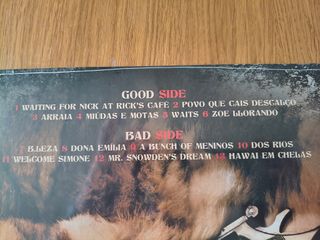 GOOD SIDE
1 WAITING FOR NICK AT RICK'S CAFÉ 2 POVO QUE CAIS DESCALÇO
3 ARRAIA 4 MIÚDAS E MOTAS 5 WAITS 6 ZOE LLORANDO
BAD SIDE
7 B.LEZA 8 DONA EMÍLIA 9 A BUNCH OF MENINOS 10 DOS RIOS
11 WELCOME SIMONE 12 MR. SNOWDEN'S DREAM 13 HAWAI EM CHELAS